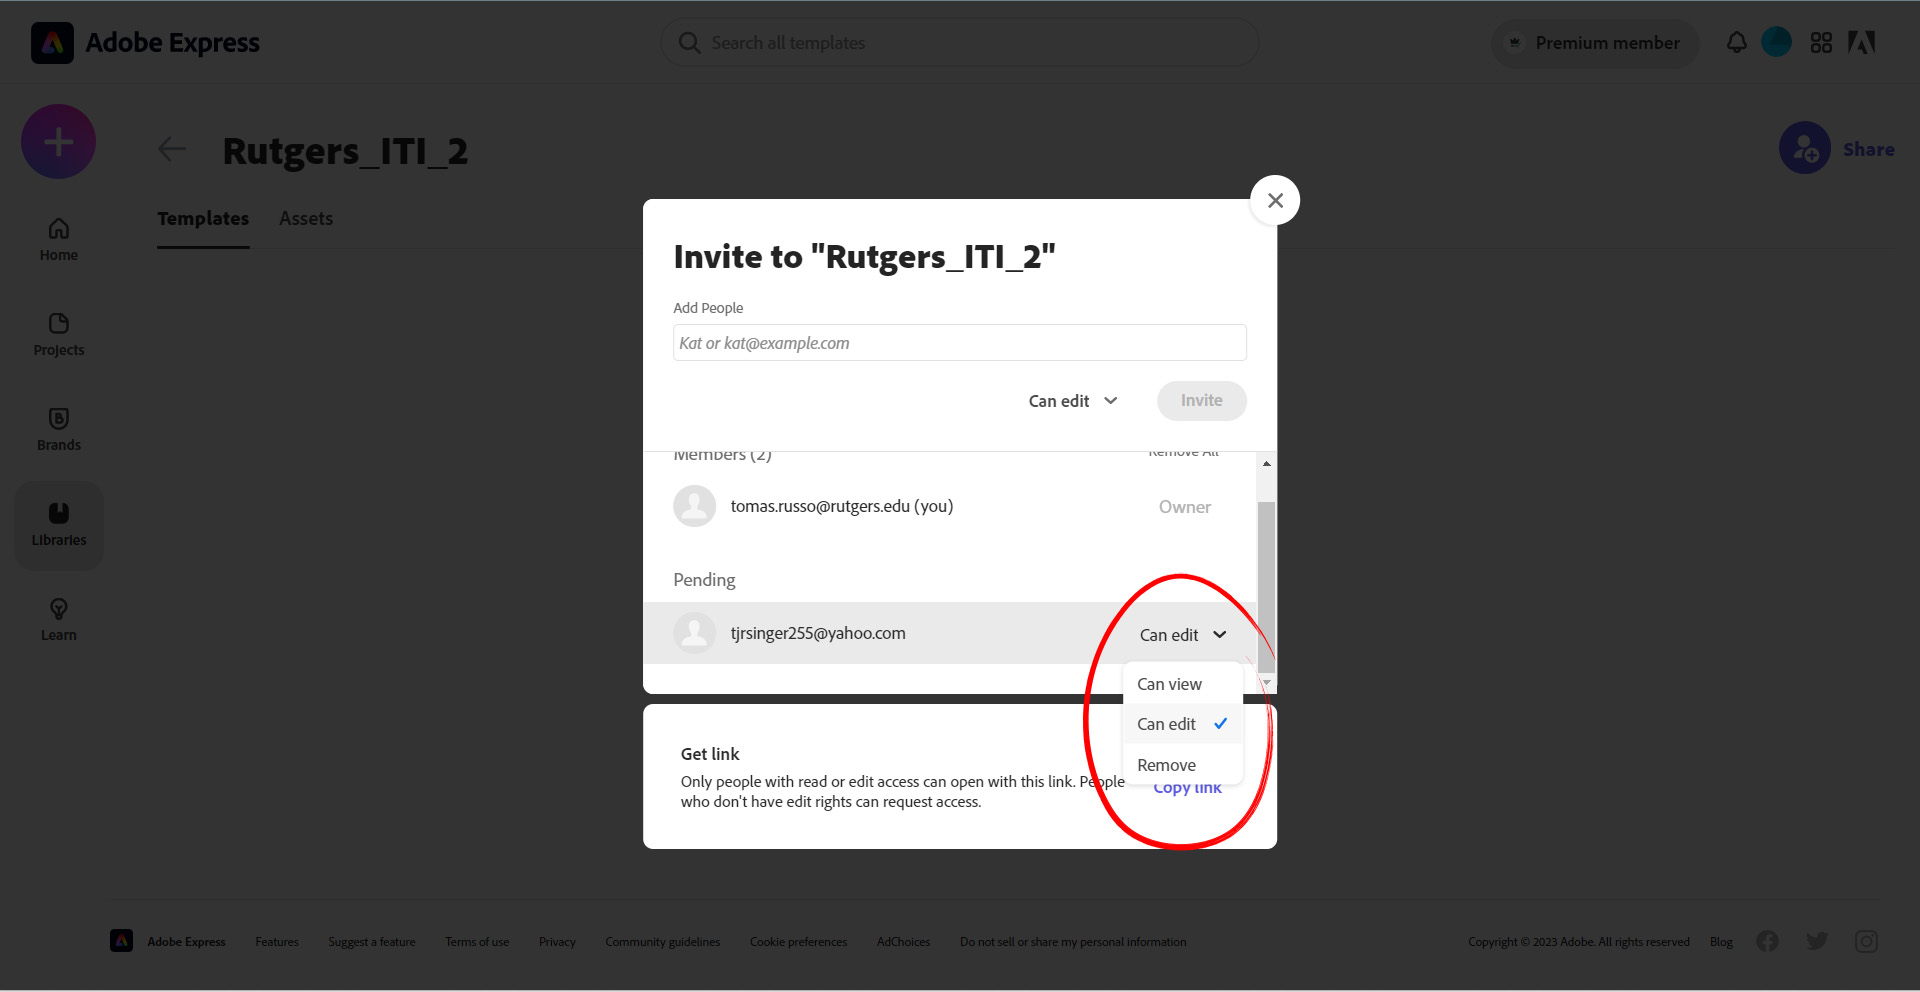 Adobe Express
Search all templates
Premium member
Rutgers_ITI_2
Share
Templates
Assets
Home
Projects
Brands
Libraries
Learn
Invite to "Rutgers_ITI_2"
Add People
Kat or kat@example.com
Can edit
Invite
Members (2)
Remove All
tomas.russo@rutgers.edu (you)
Owner
Pending
tjrsinger255@yahoo.com
Can edit
Can view
Can edit
Remove
Get link
Only people with read or edit access can open with this link. People
who don't have edit rights can request access.
Copy link
Adobe Express
Features
Suggest a feature
Terms of use
Privacy
Community guidelines
Cookie preferences
AdChoices
Do not sell or share my personal information
Copyright © 2023 Adobe. All rights reserved
Blog